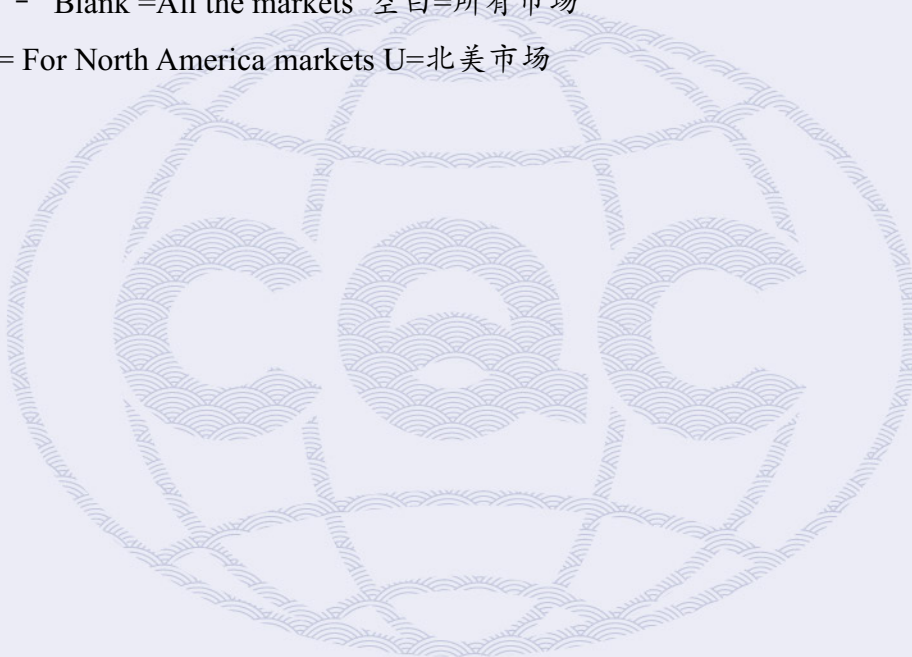 - Blank =All the markets 空白=所有市场
= For North America markets U=北美市场
CQC